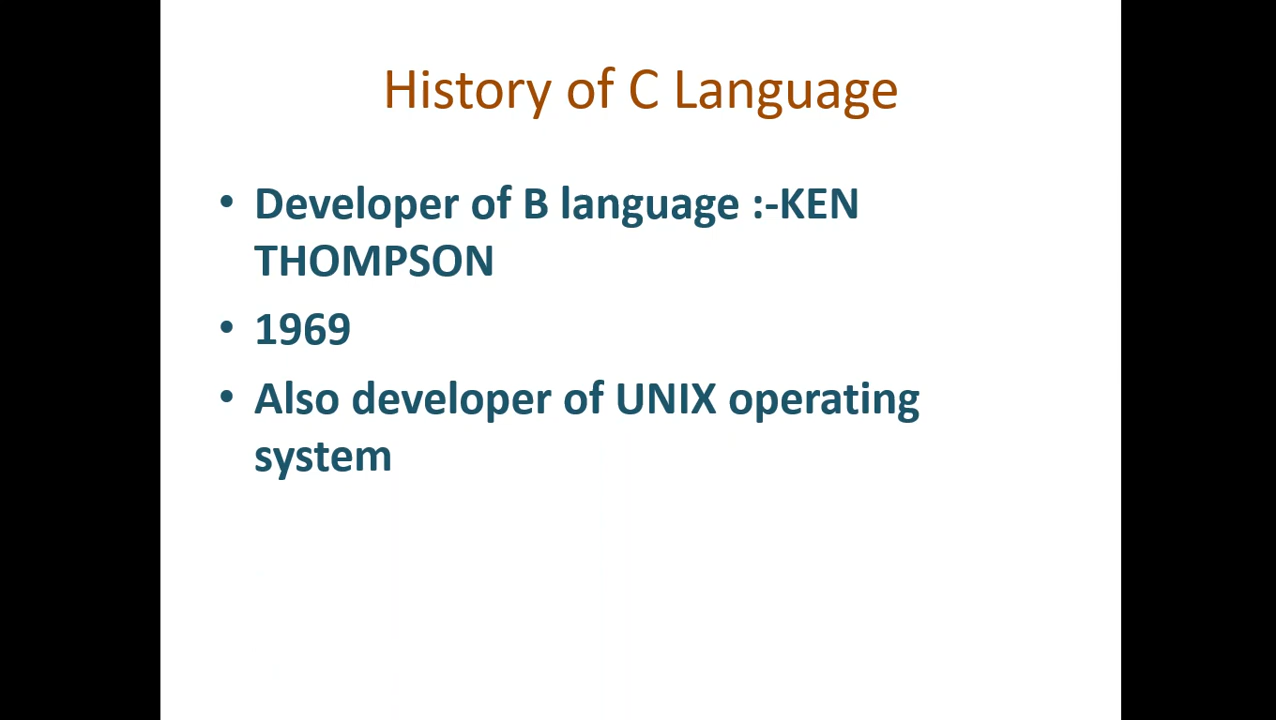 History of C Language
• Developer of B language :-KEN
THOMPSON
• 1969
• Also developer of UNIX operating
system